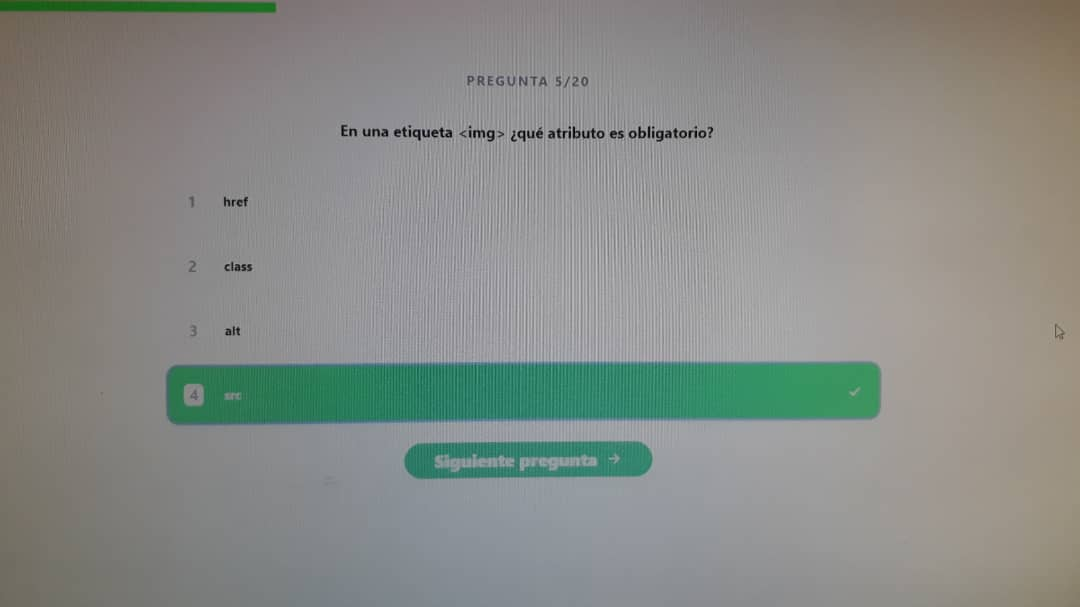 PREGUNTA 5/20
En una etiqueta <img> ¿qué atributo es obligatorio?
1 href
2 class
3 alt
4 src
Siguiente pregunta →